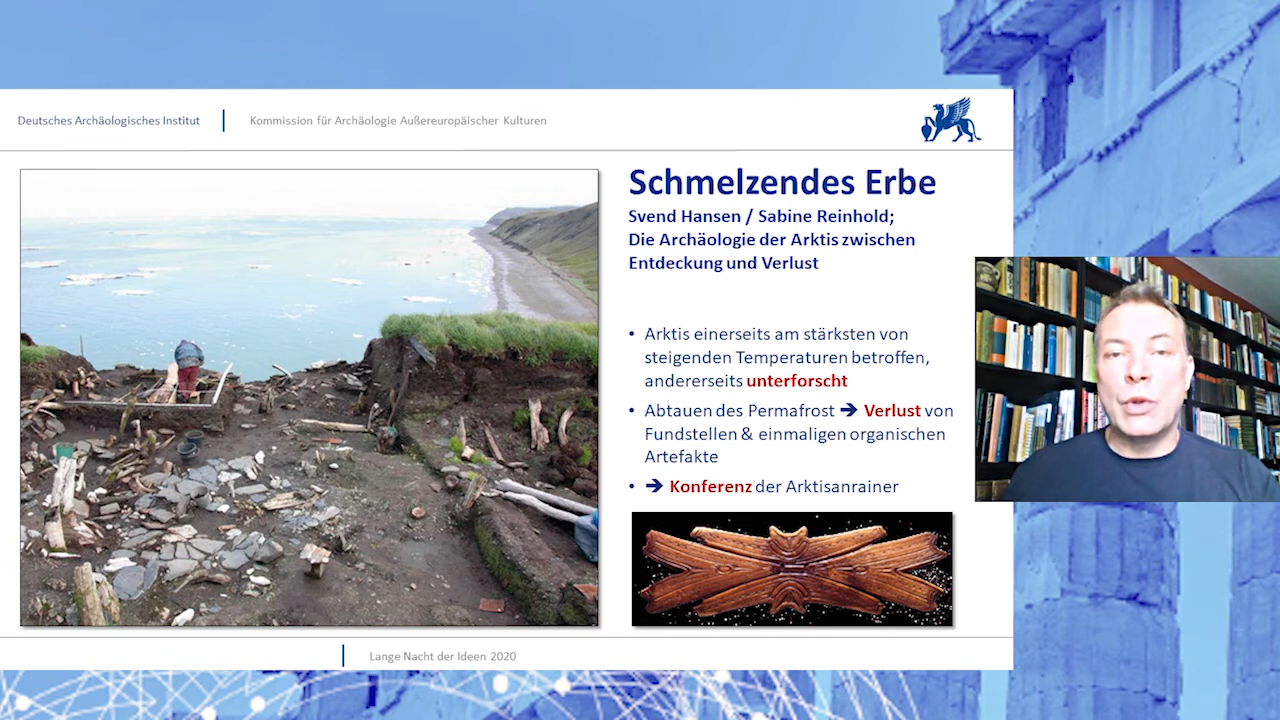 Deutsches Archäologisches Institut
Kommission für Archäologie Außereuropäischer Kulturen
Schmelzendes Erbe
Svend Hansen / Sabine Reinhold;
Die Archäologie der Arktis zwischen
Entdeckung und Verlust
• Arktis einerseits am stärksten von
steigenden Temperaturen betroffen,
andererseits unterforscht
• Abtauen des Permafrost ➔ Verlust von
Fundstellen & einmaligen organischen
Artefakte
• ➔ Konferenz der Arktisanrainer
Lange Nacht der Ideen 2020